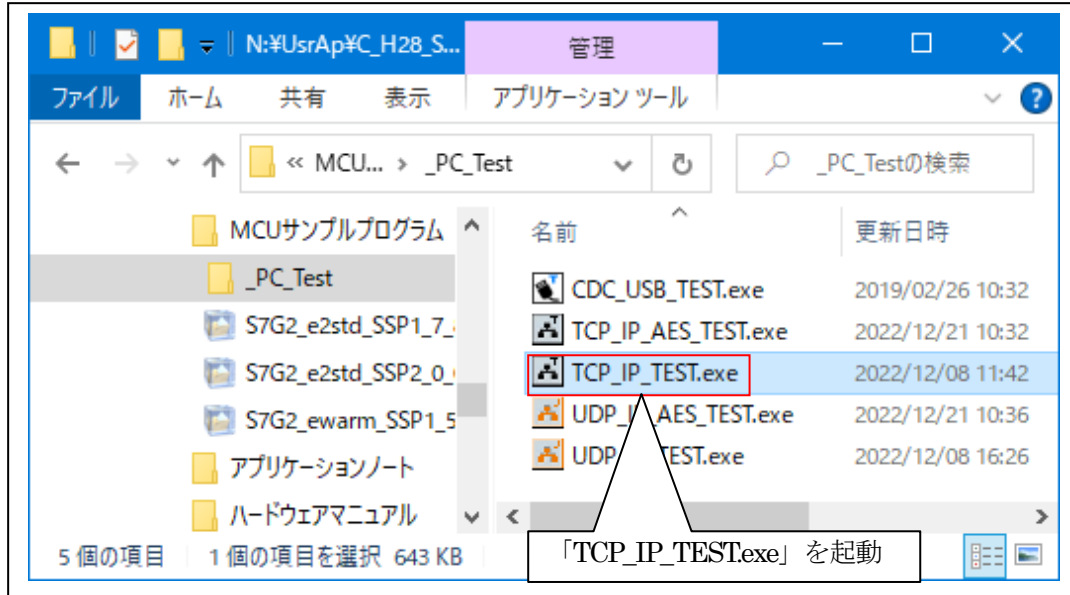 N:¥UsrAp¥C_H28_S... 管理
ファイル ホーム 共有 表示 アプリケーション ツール
« MCU... › _PC_Test _PC_Testの検索
名前 更新日時
MCUサンプルプログラム
_PC_Test
S7G2_e2std_SSP1_7_
S7G2_e2std_SSP2_0_
S7G2_ewarm_SSP1_5
アプリケーションノート
ハードウェアマニュアル
CDC_USB_TEST.exe 2019/02/26 10:32
TCP_IP_AES_TEST.exe 2022/12/21 10:32
TCP_IP_TEST.exe 2022/12/08 11:42
UDP_I AES_TEST.exe 2022/12/21 10:36
UDP TEST.exe 2022/12/08 16:26
5 個の項目 1 個の項目を選択 643 KB
「TCP_IP_TEST.exe」を起動